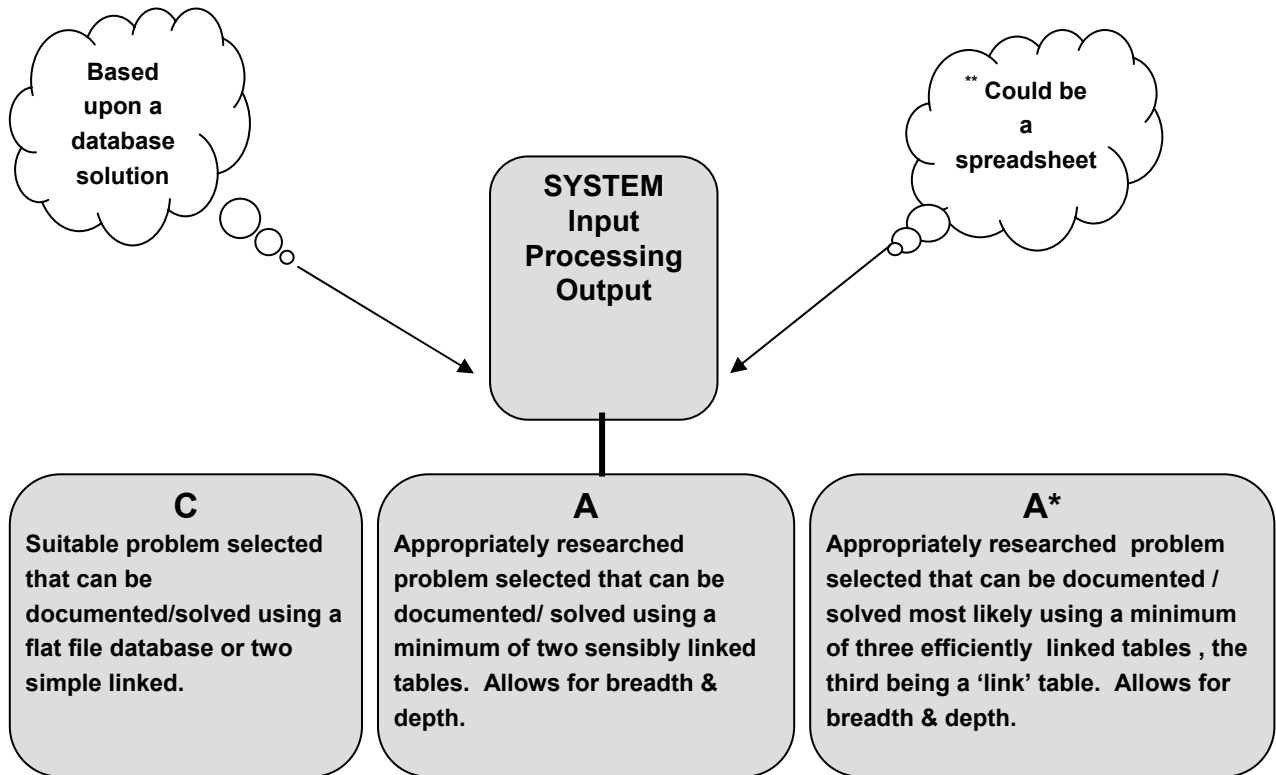 Based
upon a
database
solution
** Could be
a
spreadsheet
SYSTEM
Input
Processing
Output
C
Suitable problem selected
that can be
documented/solved using a
flat file database or two
simple linked.
A
Appropriately researched
problem selected that can be
documented/ solved using a
minimum of two sensibly linked
tables. Allows for breadth &
depth.
A*
Appropriately researched problem
selected that can be documented /
solved most likely using a minimum
of three efficiently linked tables , the
third being a ‘link’ table. Allows for
breadth & depth.